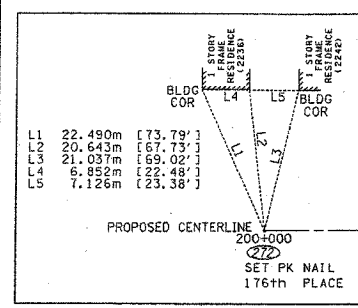 1 STORY
FRAME
RESIDENCE
(2236)
1 STORY
FRAME
RESIDENCE
(2242)
BLDG
COR
L4
L5
BLDG
COR
L1 22.490m [73.79']
L2 20.643m [67.73']
L3 21.037m [69.02']
L4 6.852m [22.48']
L5 7.126m [23.38']
L1
L2
L3
PROPOSED CENTERLINE
200+000
272
SET PK NAIL
176th PLACE